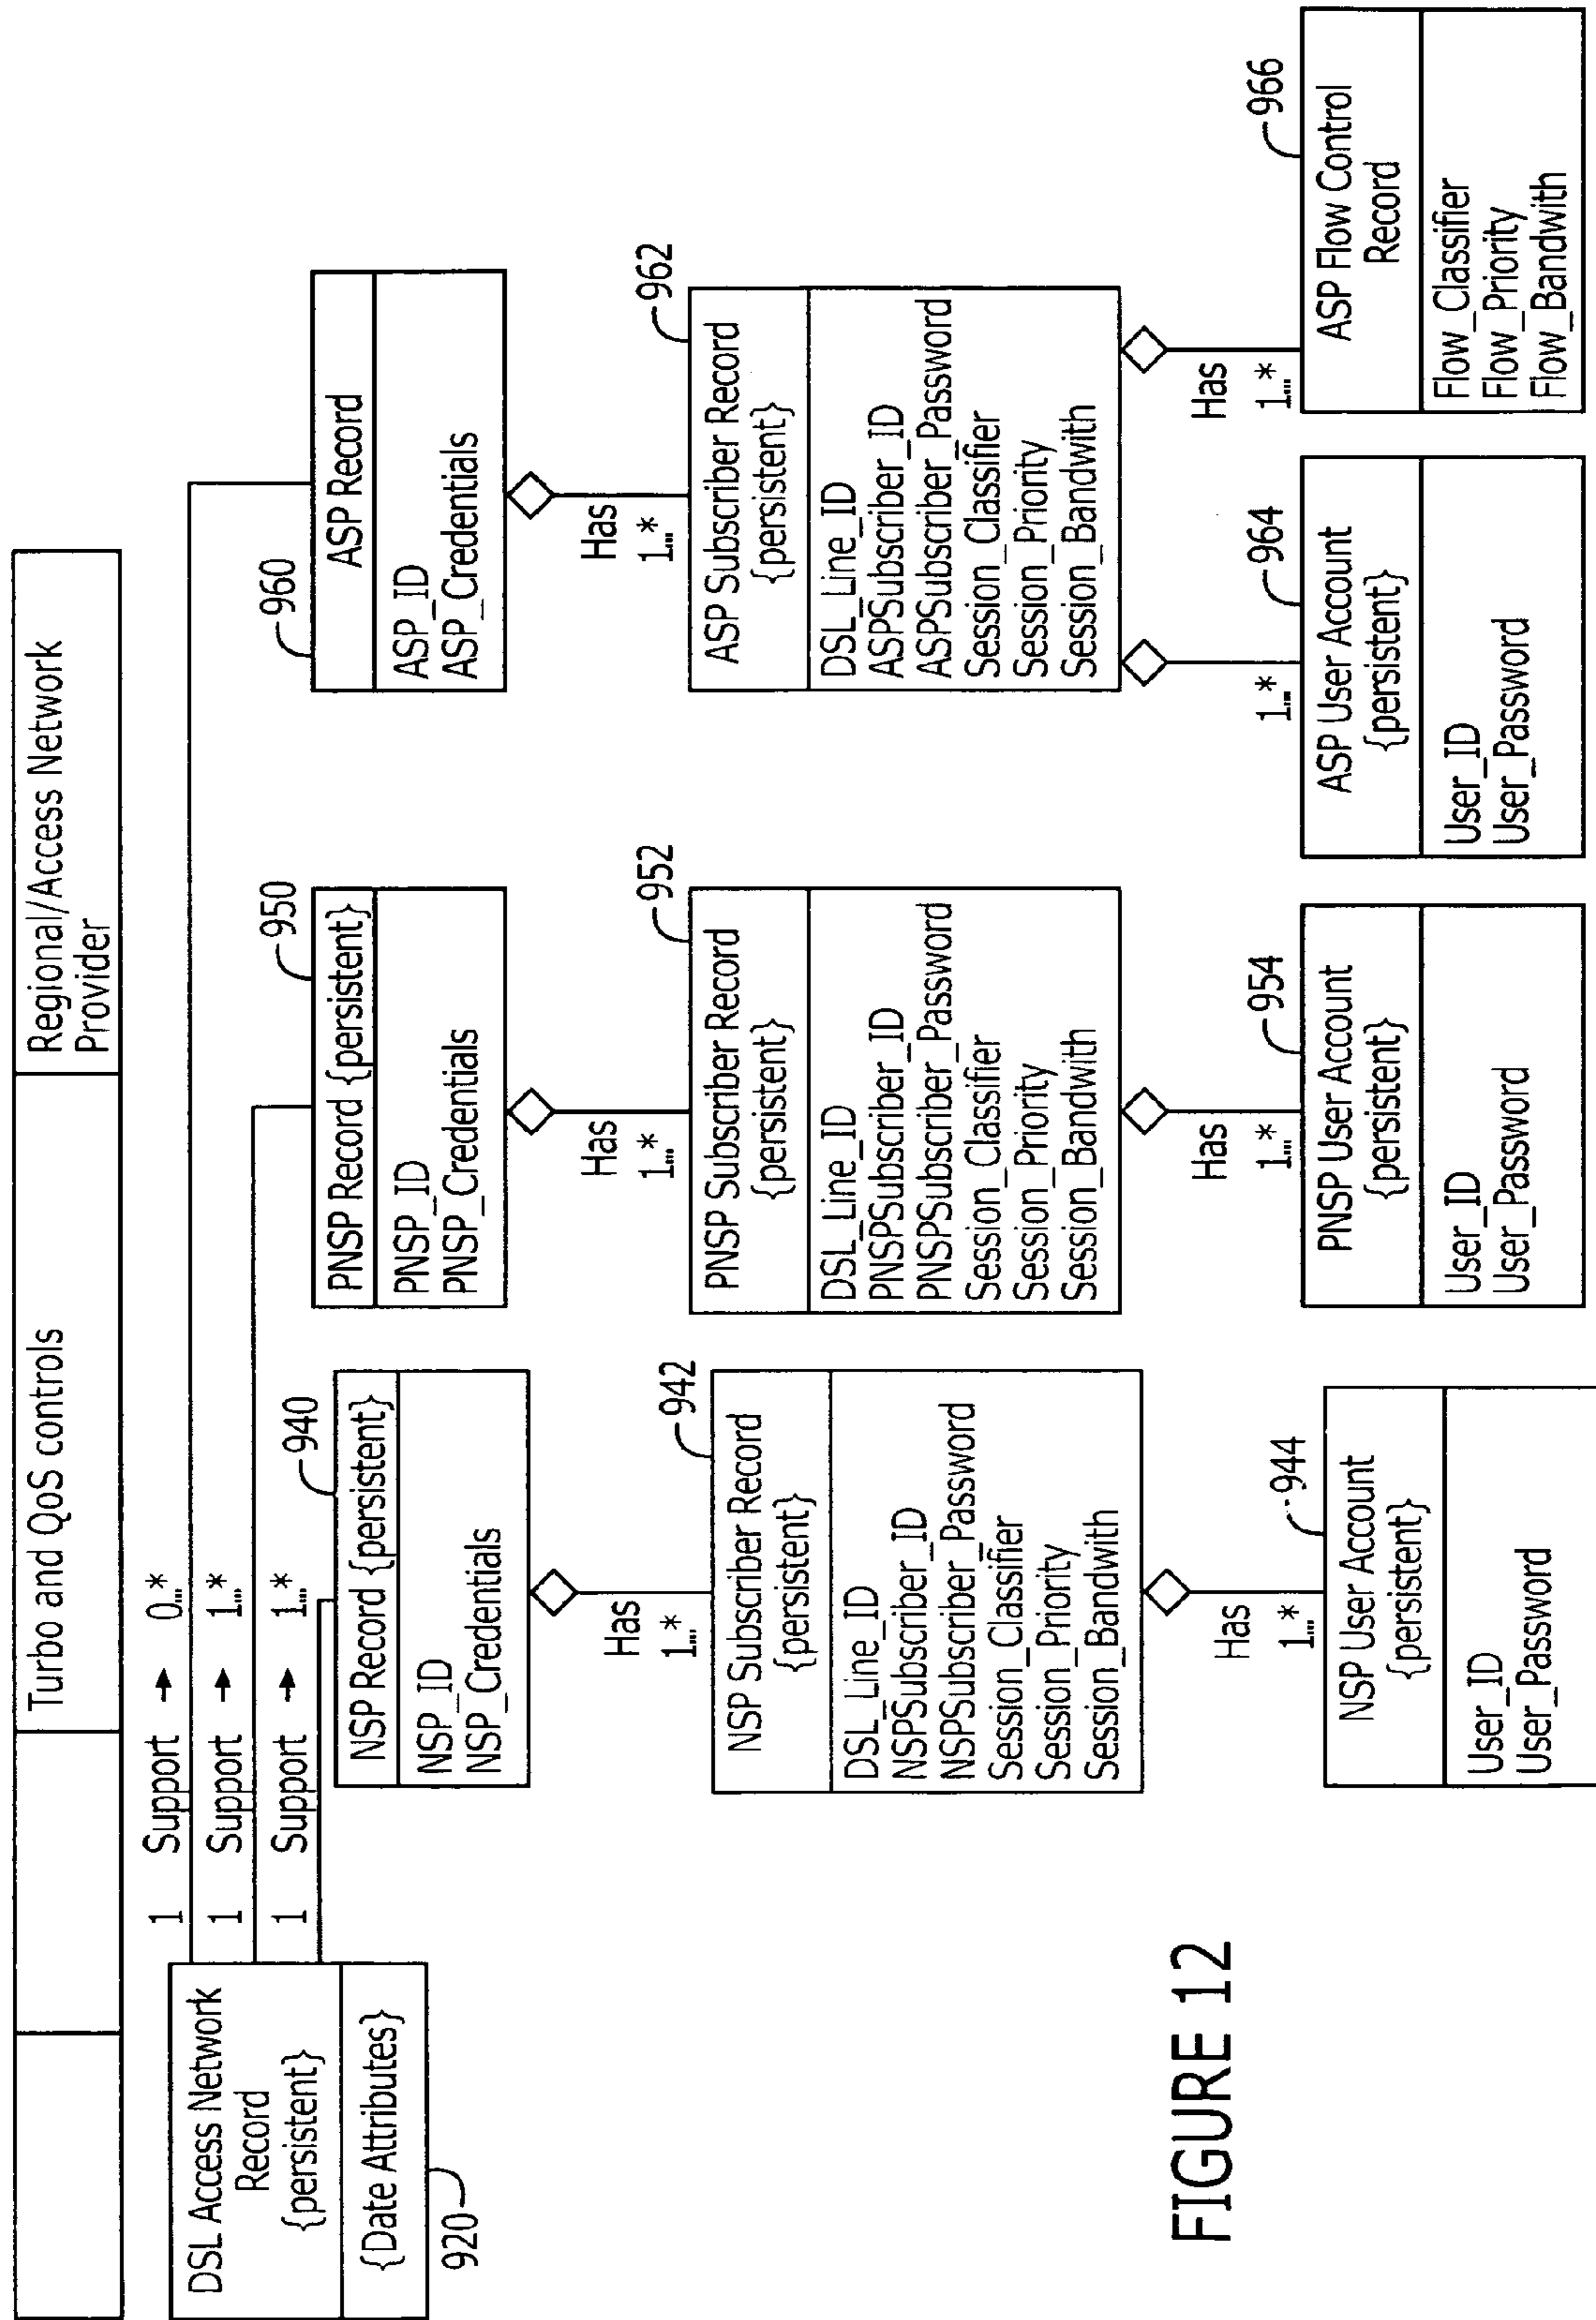 Turbo and QoS controls
Regional/Access Network
Provider
DSL Access Network
Record
{persistent}
{Date Attributes}
920
1 Support → 0...*
1 Support → 1...*
1 Support → 1...*
940
NSP Record {persistent}
NSP_ID
NSP_Credentials
Has
1...*
942
NSP Subscriber Record
{persistent}
DSL_Line_ID
NSPSubscriber_ID
NSPSubscriber_Password
Session_Classifier
Session_Priority
Session_Bandwith
Has
1...*
944
NSP User Account
{persistent}
User_ID
User_Password
950
PNSP Record {persistent}
PNSP_ID
PNSP_Credentials
Has
1...*
952
PNSP Subscriber Record
{persistent}
DSL_Line_ID
PNSPSubscriber_ID
PNSPSubscriber_Password
Session_Classifier
Session_Priority
Session_Bandwith
Has
1...*
954
PNSP User Account
{persistent}
User_ID
User_Password
960
ASP Record
ASP_ID
ASP_Credentials
Has
1...*
962
ASP Subscriber Record
{persistent}
DSL_Line_ID
ASPSubscriber_ID
ASPSubscriber_Password
Session_Classifier
Session_Priority
Session_Bandwith
1...*
964
ASP User Account
{persistent}
User_ID
User_Password
Has
1...*
966
ASP Flow Control
Record
Flow_Classifier
Flow_Priority
Flow_Bandwith
FIGURE 12